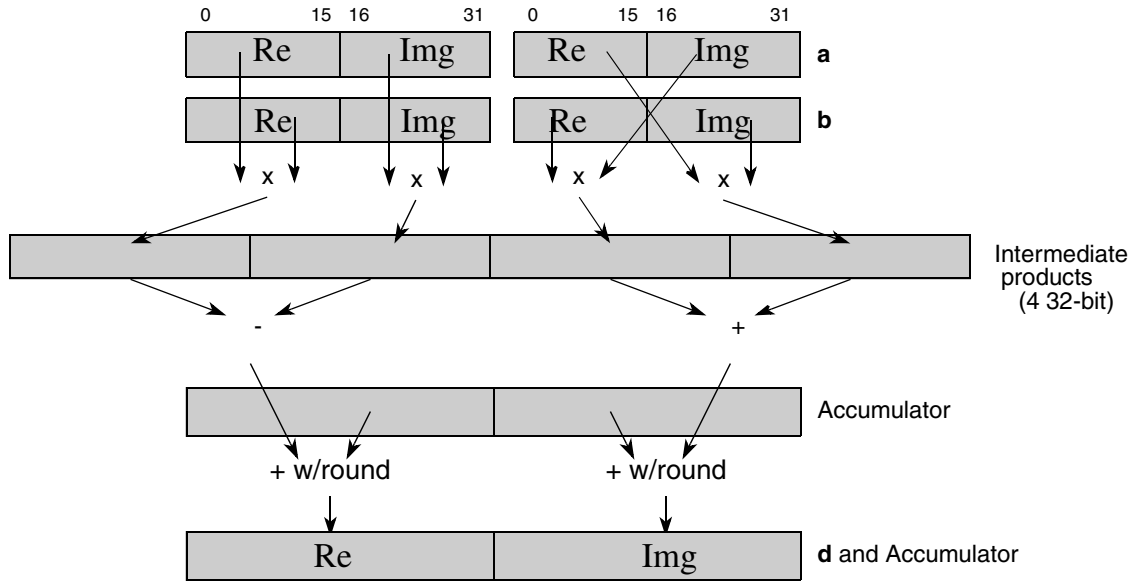 0 15 16 31 0 15 16 31
Re Img Re Img a
Re Img Re Img b
x x x x
Intermediate
products
(4 32-bit)
- +
Accumulator
+ w/round + w/round
Re Img d and Accumulator